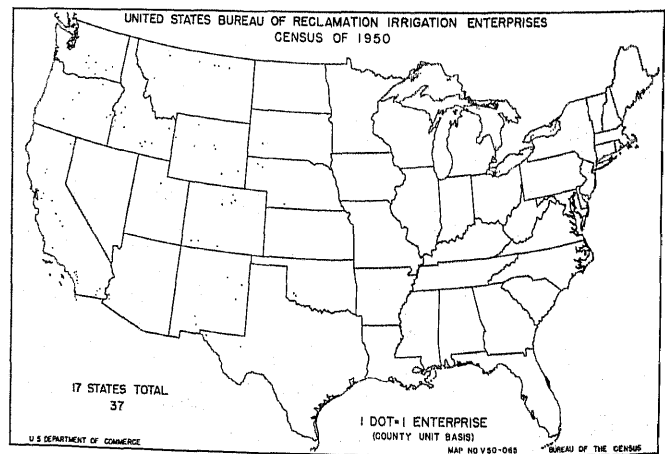 UNITED STATES BUREAU OF RECLAMATION IRRIGATION ENTERPRISES
CENSUS OF 1950
17 STATES TOTAL
37
1 DOT=1 ENTERPRISE
(COUNTY UNIT BASIS)
U S DEPARTMENT OF COMMERCE
MAP NO V50-065
BUREAU OF THE CENSUS